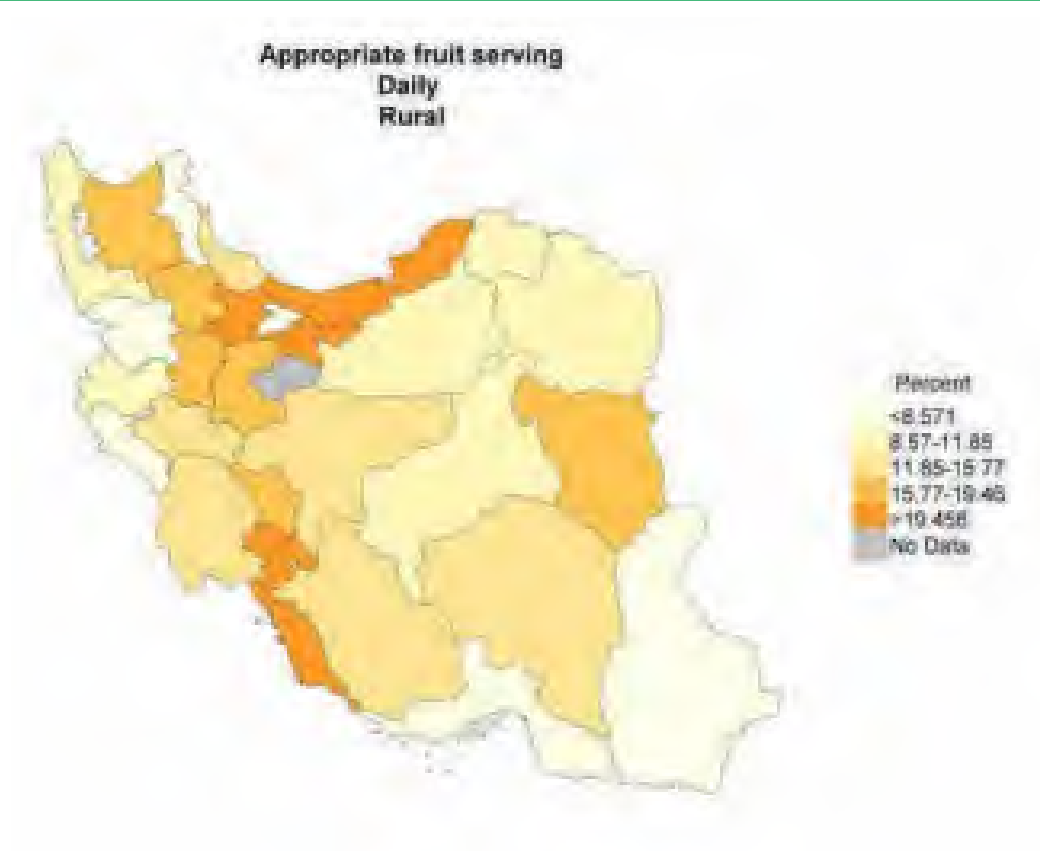 Appropriate fruit serving
Daily
Rural
Percent
<8.571
8.57-11.85
11.85-15.77
15.77-19.46
>19.456
No Data